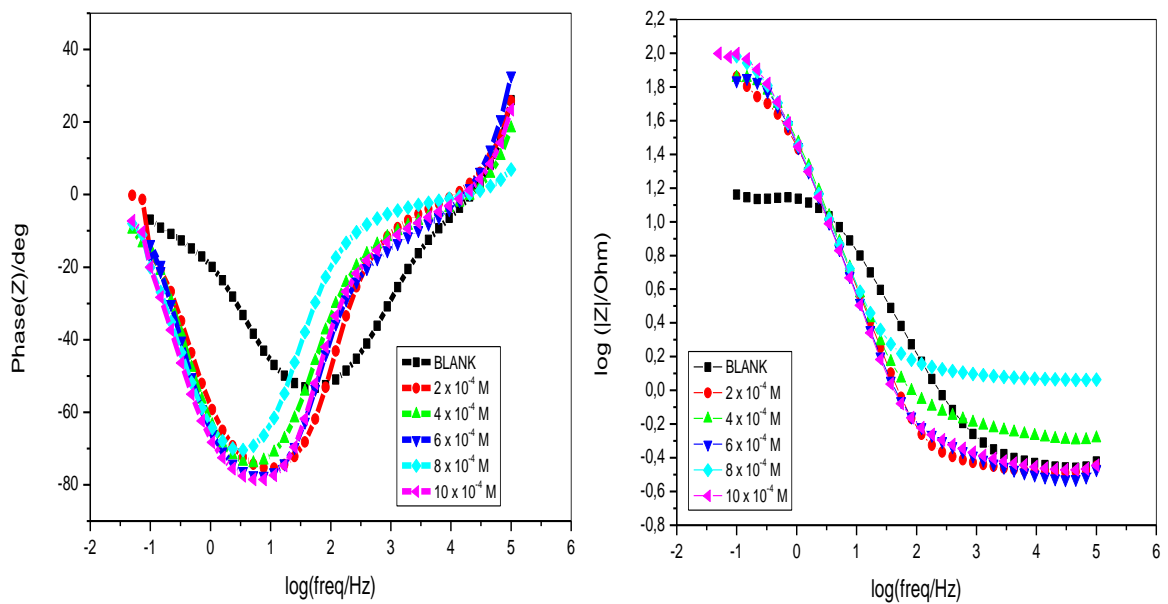 Phase(Z)/deg
40
20
0
-20
-40
-60
-80
-2
-1
0
1
2
3
4
5
6
log(freq/Hz)
BLANK
2 x 10⁻⁴ M
4 x 10⁻⁴ M
6 x 10⁻⁴ M
8 x 10⁻⁴ M
10 x 10⁻⁴ M
log (|Z|/Ohm)
2,2
2,0
1,8
1,6
1,4
1,2
1,0
0,8
0,6
0,4
0,2
0,0
-0,2
-0,4
-0,6
-0,8
-2
-1
0
1
2
3
4
5
6
log(freq/Hz)
BLANK
2 x 10⁻⁴ M
4 x 10⁻⁴ M
6 x 10⁻⁴ M
8 x 10⁻⁴ M
10 x 10⁻⁴ M